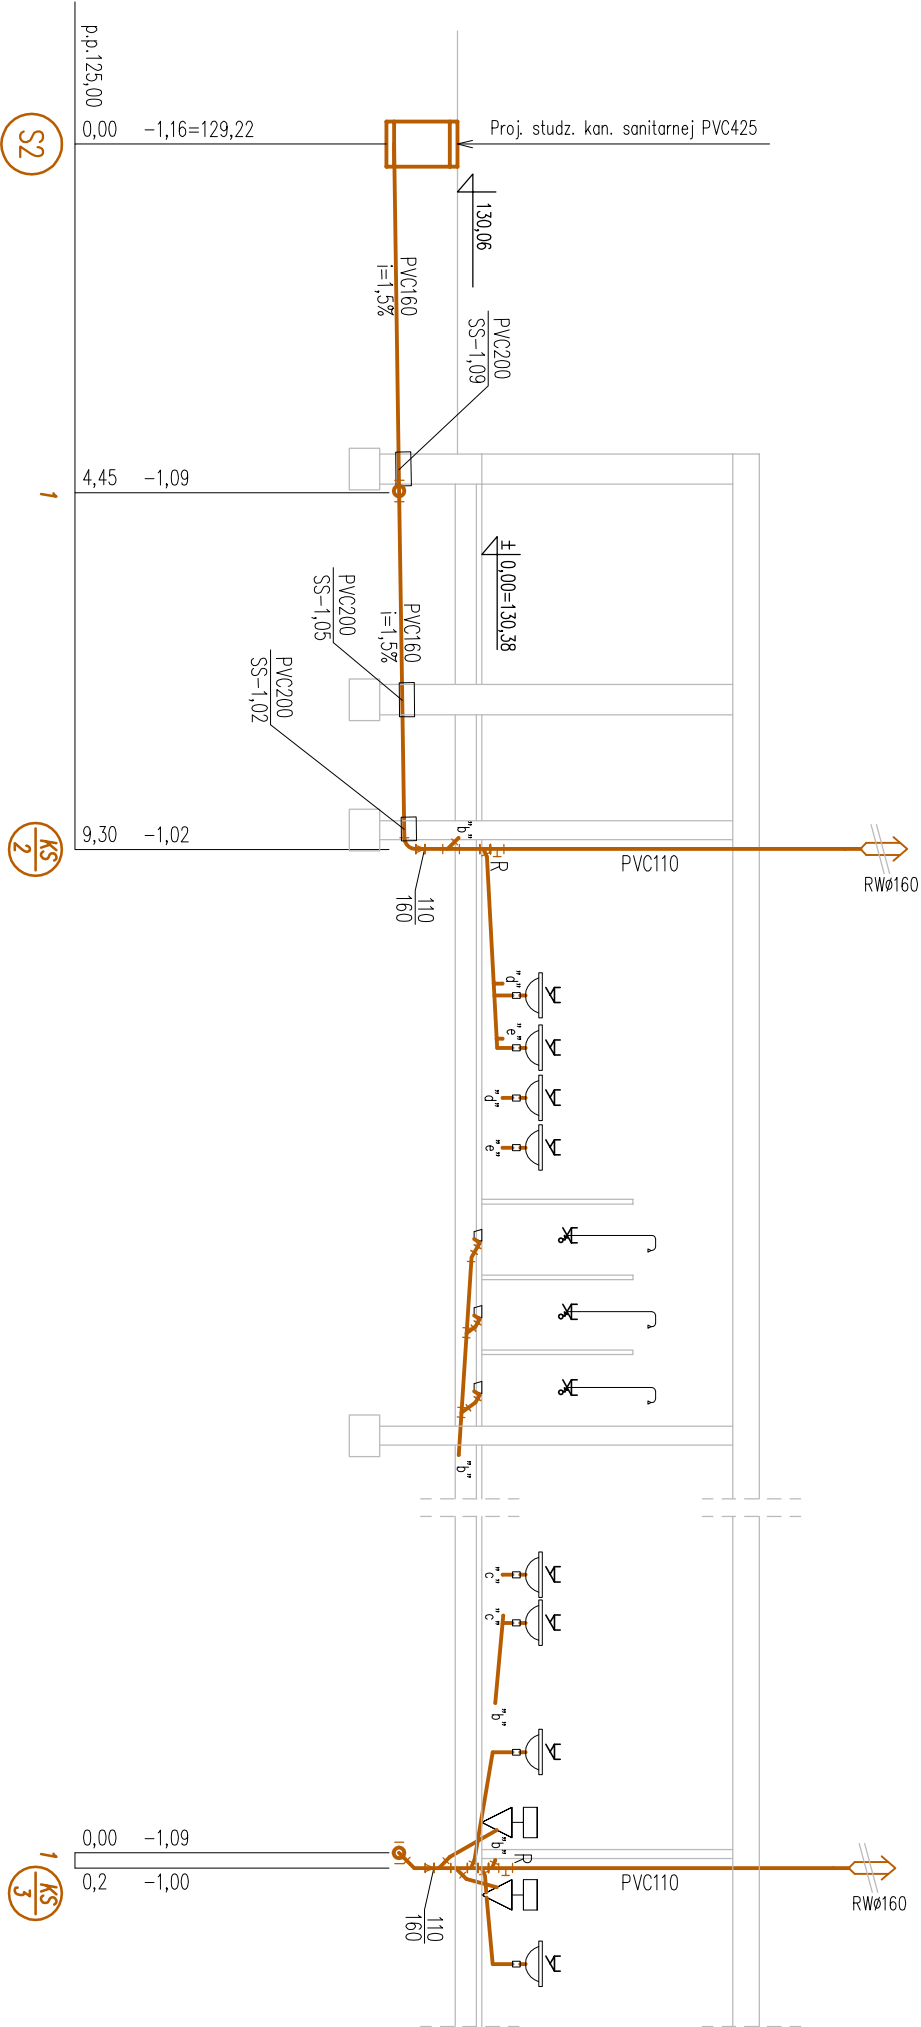 p.p.125,00
0,00
-1,16=129,22
S2
Proj. studz. kan. sanitarnej PVC425
130,06
PVC160
i=1,5%
PVC200
SS-1,09
4,45
-1,09
1
± 0,00=130,38
PVC200
SS-1,05
PVC160
i=1,5%
PVC200
SS-1,02
9,30
-1,02
KS
2
"b"
R
110
160
PVC110
RWø160
"d"
"e"
"d"
"e"
"b"
"c"
"c"
"b"
"b"
R
0,00
-1,09
1
0,2
-1,00
KS
3
110
160
PVC110
RWø160